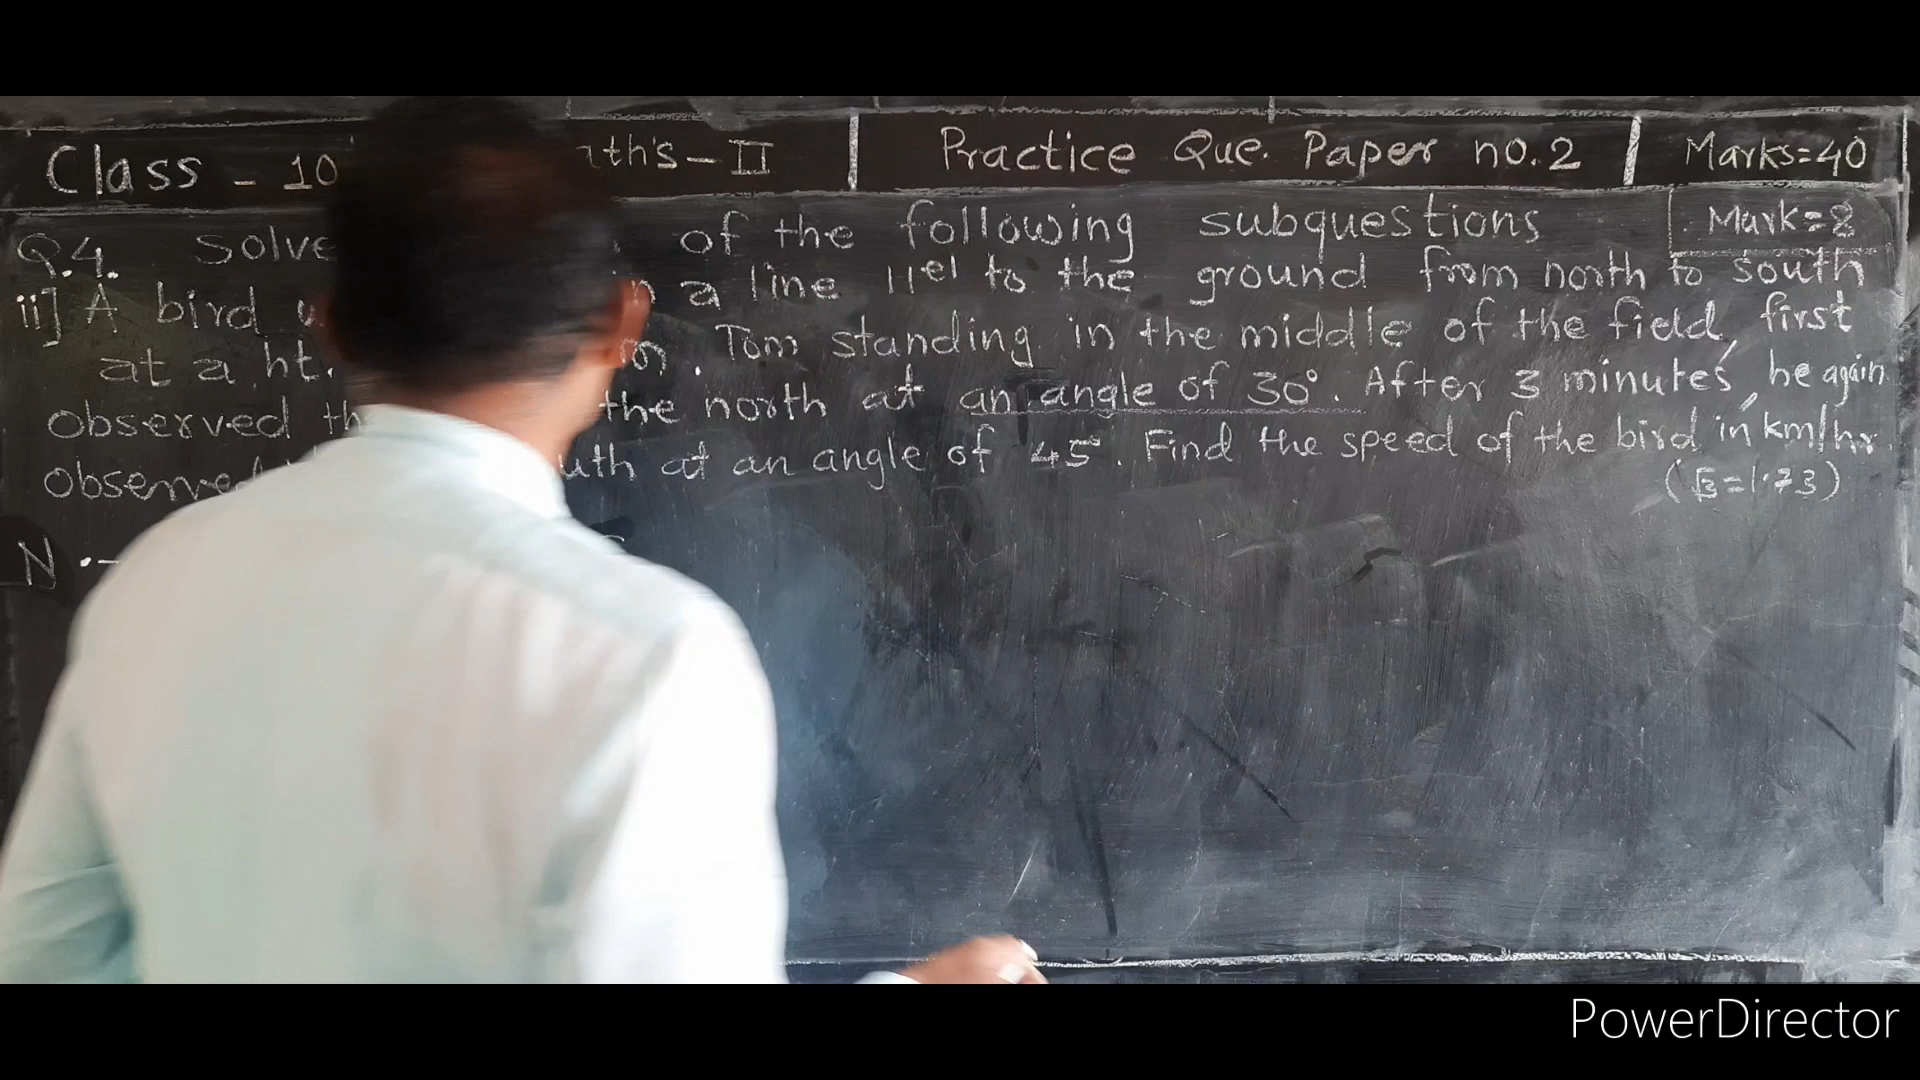 Class - 10 ath's - II Practice Que. Paper no.2 Marks=40
Q.4. Solve of the following subquestions Mark=8
ii] A bird in a line ||el to the ground from north to south
at a ht. m. Tom standing in the middle of the field, first
observed the north at an angle of 30°. After 3 minutes, he again
observed uth at an angle of 45°. Find the speed of the bird in km/hr.
(√3=1.73)
N
PowerDirector